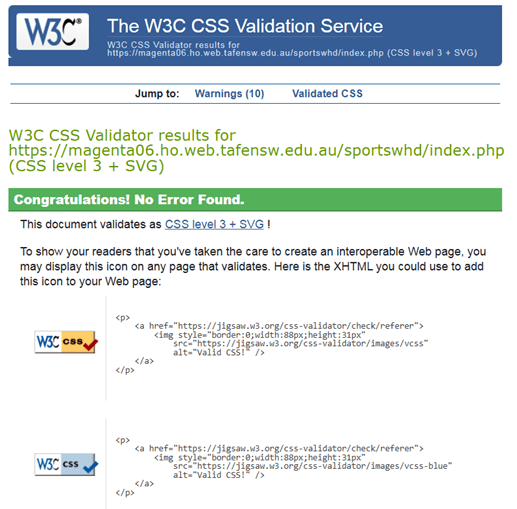 W3C®
The W3C CSS Validation Service
W3C CSS Validator results for
https://magenta06.ho.web.tafensw.edu.au/sportswhd/index.php (CSS level 3 + SVG)
Jump to: Warnings (10) Validated CSS
W3C CSS Validator results for
https://magenta06.ho.web.tafensw.edu.au/sportswhd/index.php
(CSS level 3 + SVG)
Congratulations! No Error Found.
This document validates as CSS level 3 + SVG !
To show your readers that you've taken the care to create an interoperable Web page, you
may display this icon on any page that validates. Here is the XHTML you could use to add
this icon to your Web page:
W3C css
<p>
<a href="https://jigsaw.w3.org/css-validator/check/referer">
<img style="border:0;width:88px;height:31px"
src="https://jigsaw.w3.org/css-validator/images/vcss"
alt="Valid CSS!" />
</a>
</p>
W3C css
<p>
<a href="https://jigsaw.w3.org/css-validator/check/referer">
<img style="border:0;width:88px;height:31px"
src="https://jigsaw.w3.org/css-validator/images/vcss-blue"
alt="Valid CSS!" />
</a>
</p>